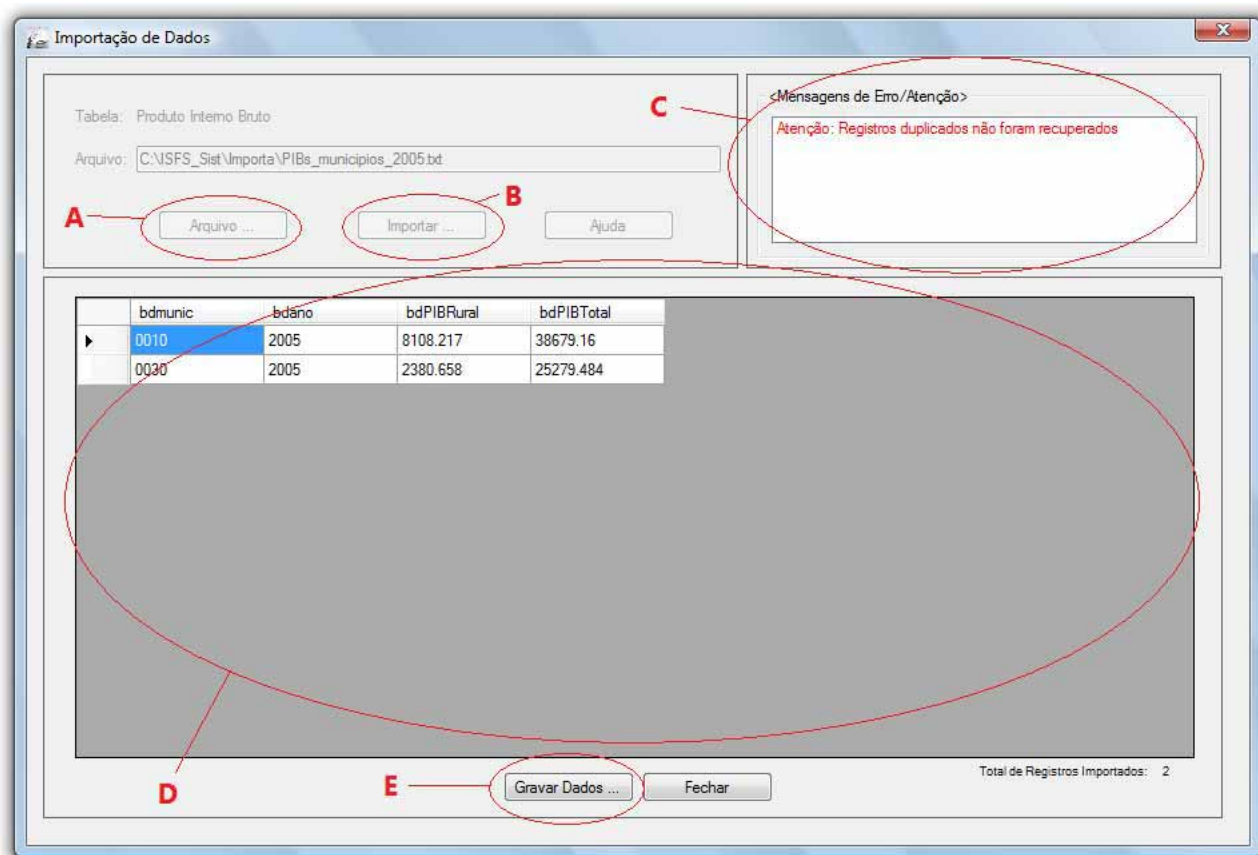 Importação de Dados
Tabela: Produto Interno Bruto
Arquivo: C:\ISFS_Sist\Importa\PIBs_municipios_2005.txt
A
Arquivo ...
Importar ...
B
Ajuda
C
<Mensagens de Erro/Atenção>
Atenção: Registros duplicados não foram recuperados
bdmunic bdano bdPIBRural bdPIBTotal
0010 2005 8108.217 38679.16
0030 2005 2380.658 25279.484
D
E
Gravar Dados ...
Fechar
Total de Registros Importados: 2